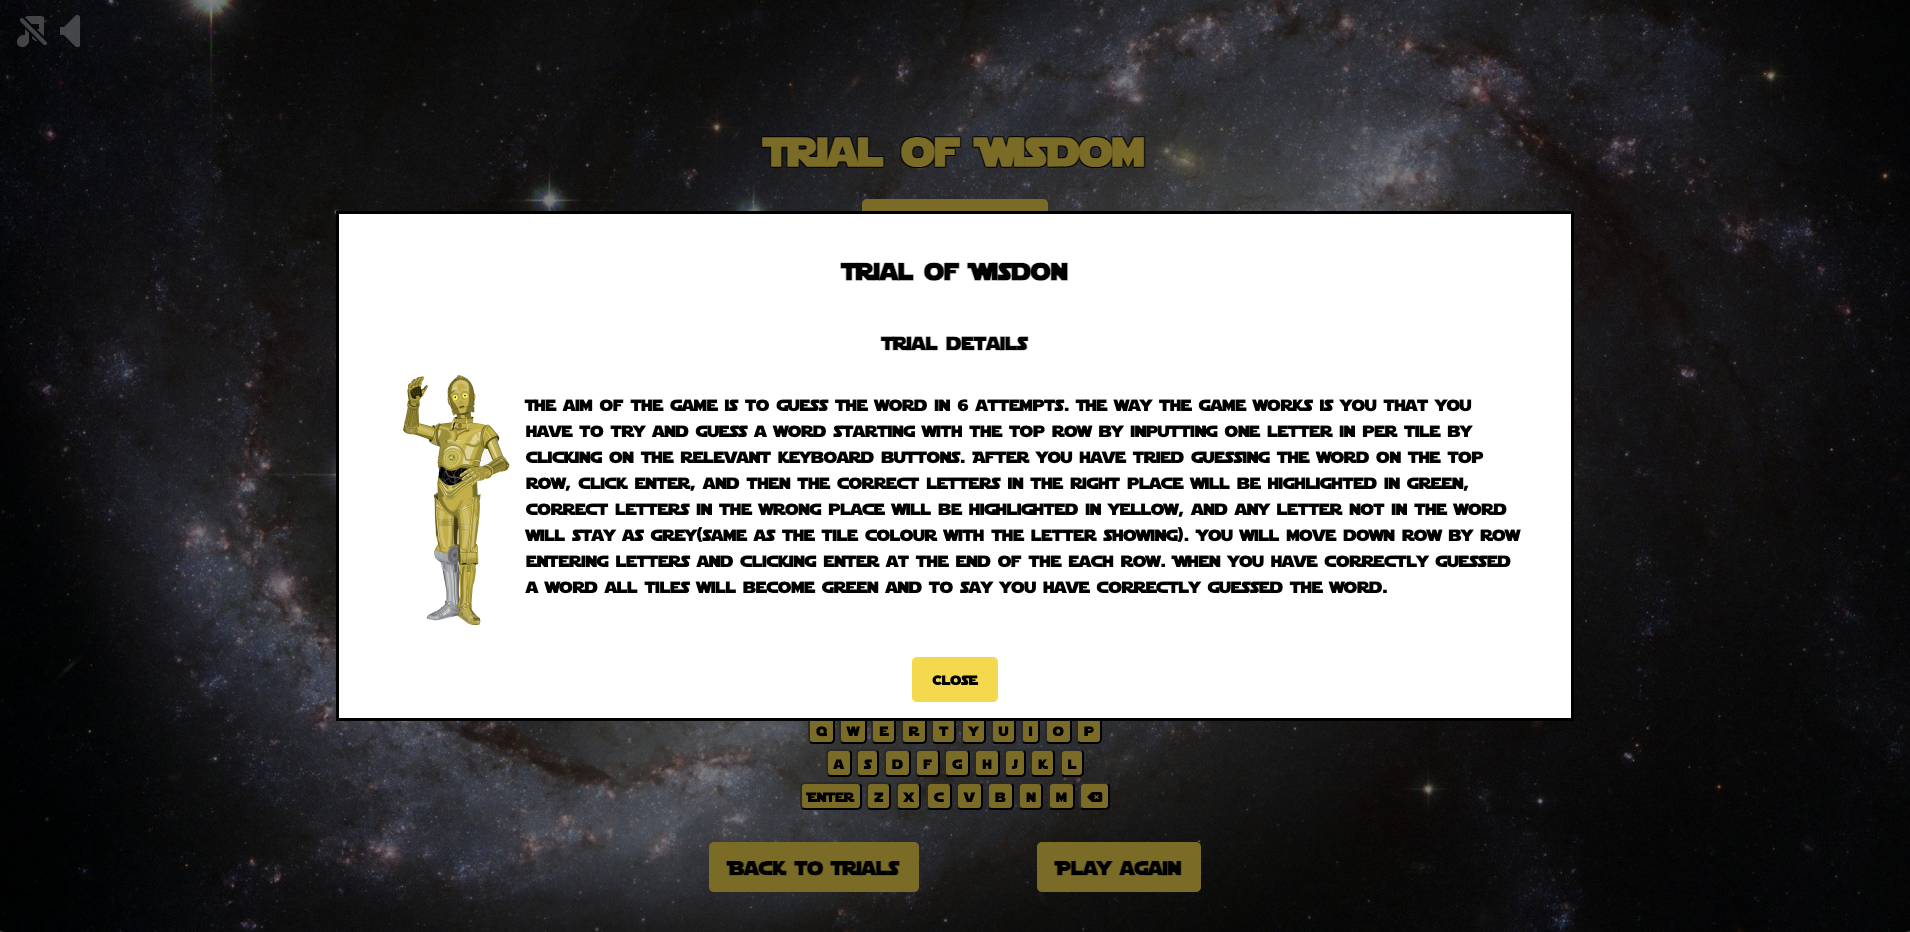 Trial of Wisdom
Trial of Wisdon
Trial Details
The aim of the game is to guess the word in 6 attempts. The way the game works is you that you
have to try and guess a word starting with the top row by inputting one letter in per tile by
clicking on the relevant keyboard buttons. After you have tried guessing the word on the top
row, click enter, and then the correct letters in the right place will be highlighted in green,
correct letters in the wrong place will be highlighted in yellow, and any letter not in the word
will stay as grey(same as the tile colour with the letter showing). You will move down row by row
entering letters and clicking enter at the end of the each row. When you have correctly guessed
a word all tiles will become green and to say you have correctly guessed the word.
Close
Q W E R T Y U I O P
A S D F G H J K L
Enter Z X C V B N M
Back to Trials
Play Again